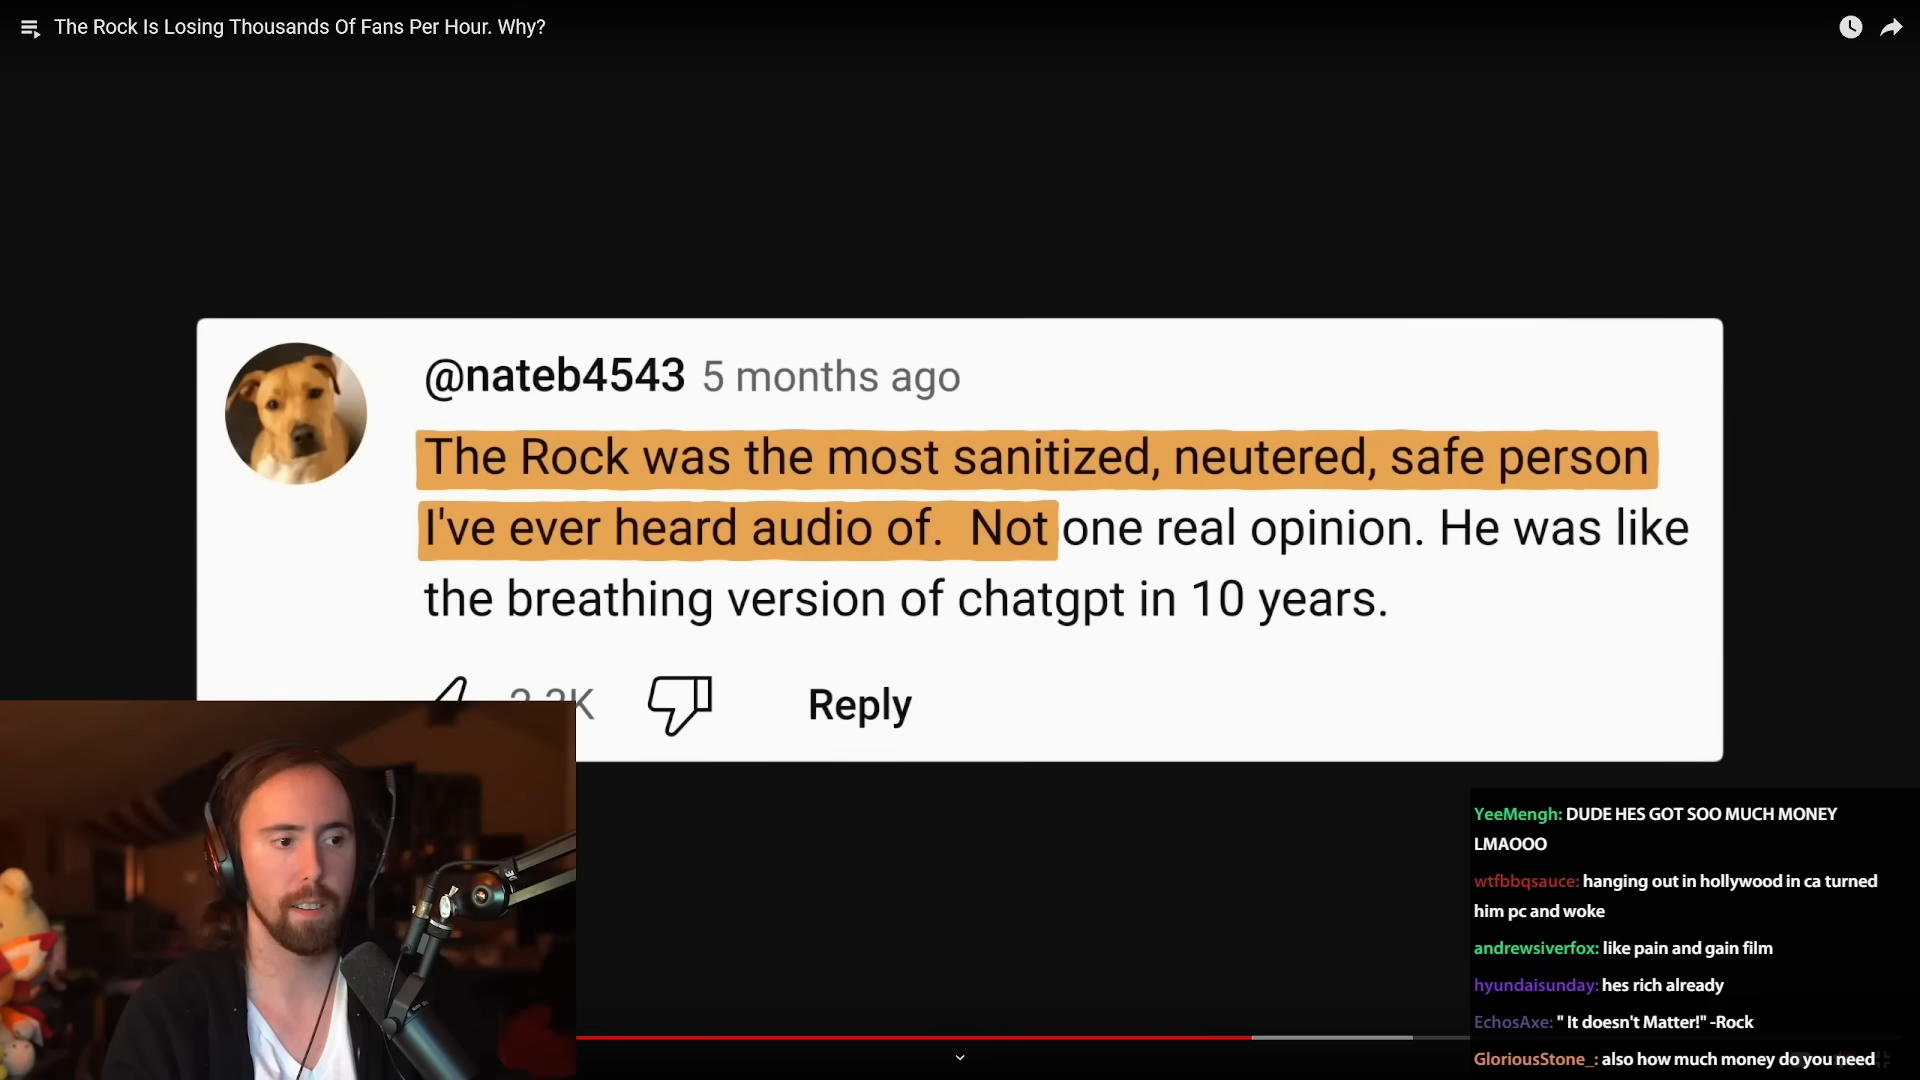 The Rock Is Losing Thousands Of Fans Per Hour. Why?
@nateb4543 5 months ago
The Rock was the most sanitized, neutered, safe person
I've ever heard audio of.  Not one real opinion. He was like
the breathing version of chatgpt in 10 years.
Reply
YeeMengh: DUDE HES GOT SOO MUCH MONEY
LMAOOO
wtfbbqsauce: hanging out in hollywood in ca turned
him pc and woke
andrewsiverfox: like pain and gain film
hyundaisunday: hes rich already
EchosAxe: " It doesn't Matter!" -Rock
GloriousStone_: also how much money do you need